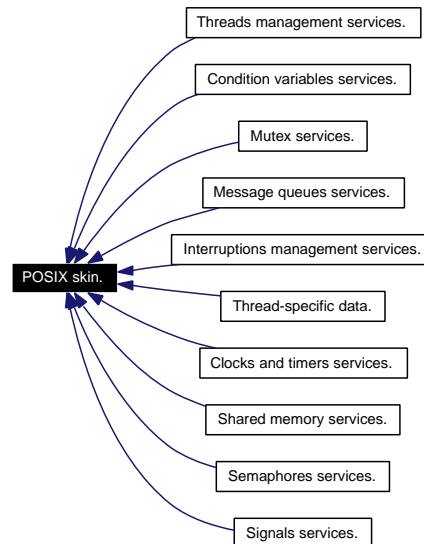 Threads management services.
Condition variables services.
Mutex services.
Message queues services.
Interruptions management services.
POSIX skin.
Thread-specific data.
Clocks and timers services.
Shared memory services.
Semaphores services.
Signals services.